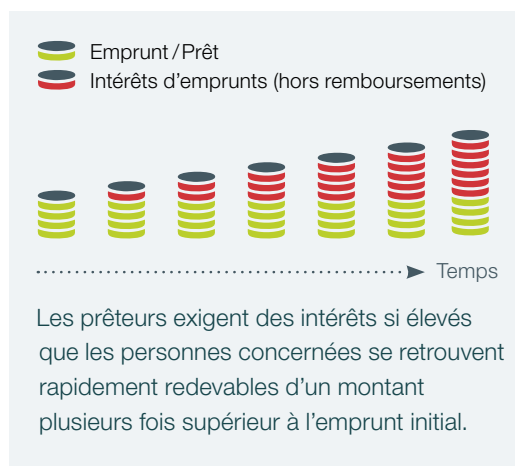 Emprunt / Prêt
Intérêts d'emprunts (hors remboursements)
Temps
Les prêteurs exigent des intérêts si élevés
que les personnes concernées se retrouvent
rapidement redevables d'un montant
plusieurs fois supérieur à l'emprunt initial.